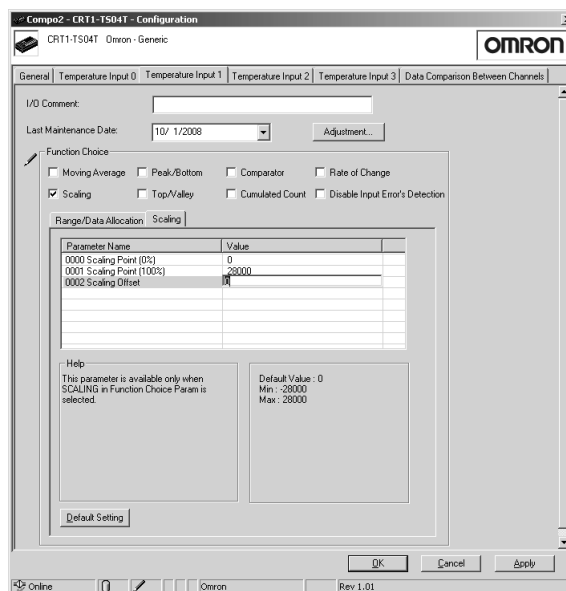 Compo2 - CRT1-TS04T - Configuration
CRT1-TS04T Omron - Generic
OMRON
General Temperature Input 0 Temperature Input 1 Temperature Input 2 Temperature Input 3 Data Comparison Between Channels
I/O Comment:
Last Maintenance Date: 10/ 1/2008 Adjustment...
Function Choice
Moving Average Peak/Bottom Comparator Rate of Change
Scaling Top/Valley Cumulated Count Disable Input Error's Detection
Range/Data Allocation Scaling
Parameter Name Value
0000 Scaling Point (0%) 0
0001 Scaling Point (100%) 28000
0002 Scaling Offset 0
Help
This parameter is available only when
SCALING in Function Choice Param is
selected.
Default Value : 0
Min : -28000
Max : 28000
Default Setting
OK Cancel Apply
Online Omron Rev 1.01